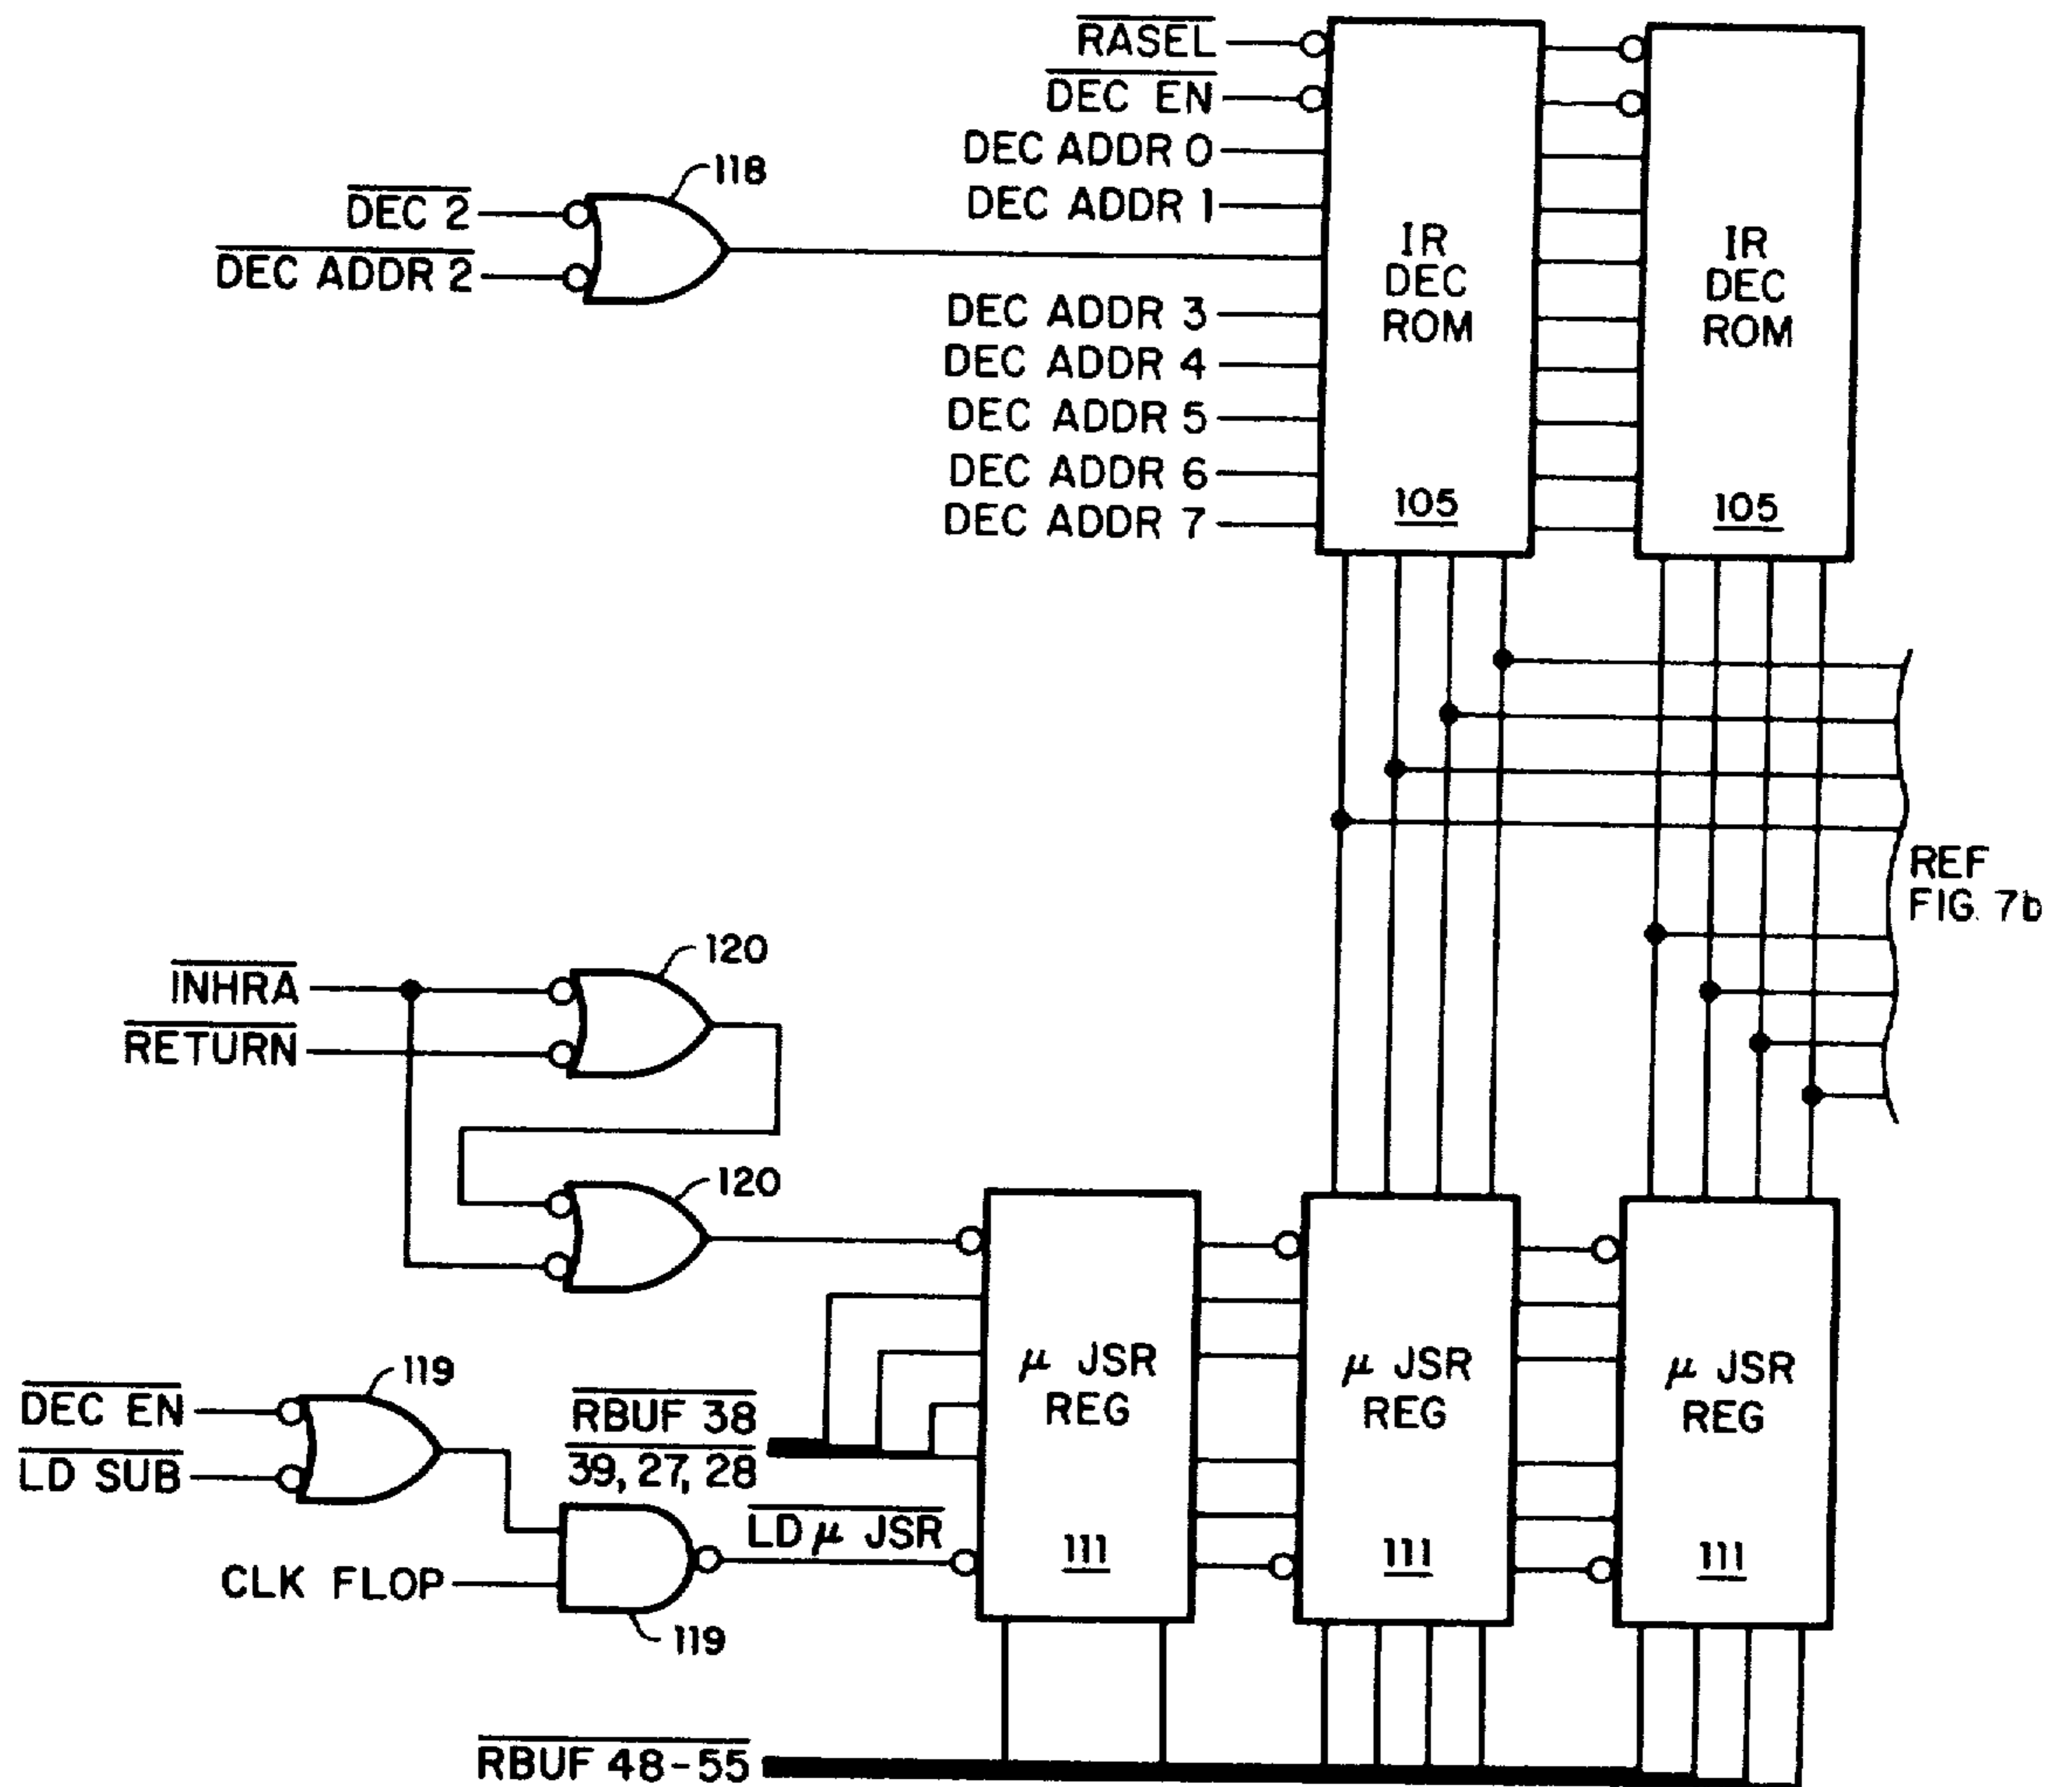 RASEL
DEC EN
DEC ADDR 0
DEC ADDR 1
118
DEC 2
DEC ADDR 2
DEC ADDR 3
DEC ADDR 4
DEC ADDR 5
DEC ADDR 6
DEC ADDR 7
IR
DEC
ROM
105
IR
DEC
ROM
105
REF
FIG. 7b
INHRA
RETURN
120
120
DEC EN
LD SUB
119
CLK FLOP
119
RBUF 38
39, 27, 28
LD μ JSR
μ JSR
REG
111
μ JSR
REG
111
μ JSR
REG
111
RBUF 48-55